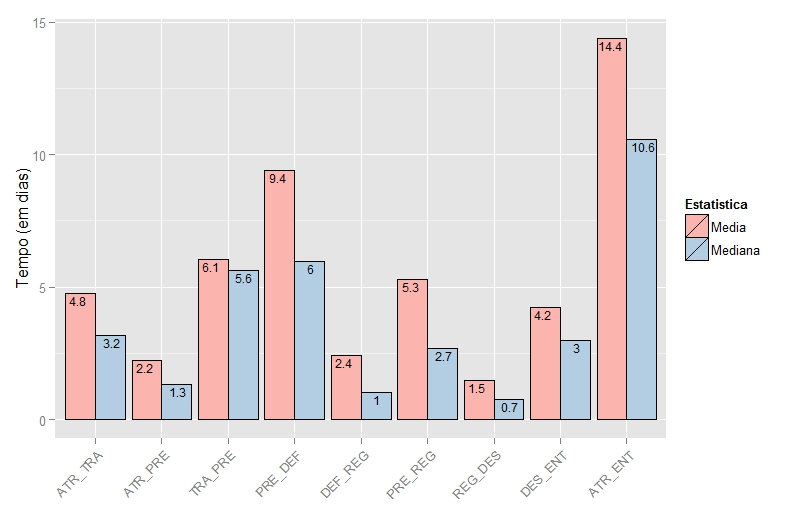 15
10
5
0
Tempo (em dias)
4.8
3.2
2.2
1.3
6.1
5.6
9.4
6
2.4
1
5.3
2.7
1.5
0.7
4.2
3
14.4
10.6
ATR_TRA
ATR_PRE
TRA_PRE
PRE_DEF
DEF_REG
PRE_REG
REG_DES
DES_ENT
ATR_ENT
Estatistica
Media
Mediana